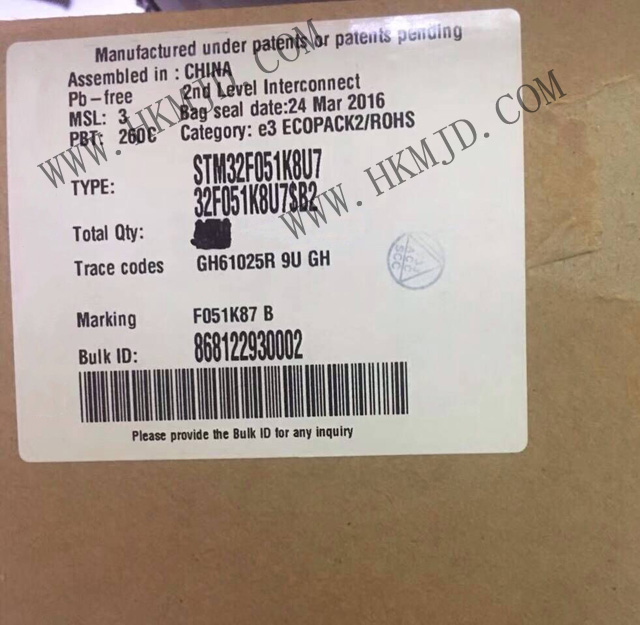 Manufactured under patents or patents pending
Assembled in : CHINA
Pb-free 2nd Level Interconnect
MSL: 3 Bag seal date:24 Mar 2016
PBT: 260C Category: e3 ECOPACK2/ROHS
TYPE: STM32F051K8U7
32F051K8U7$B2
Total Qty:
Trace codes GH61025R 9U GH
Marking F051K87 B
Bulk ID: 868122930002
Please provide the Bulk ID for any inquiry
WWW.HKMJD.COM
WWW.HKMJD.COM